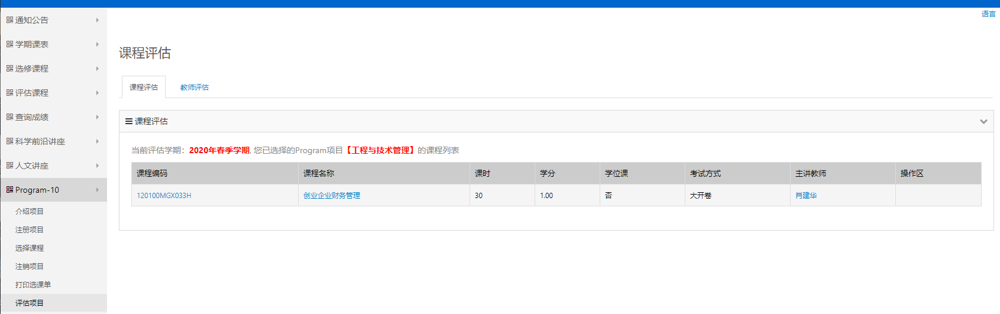 语言
通知公告
学期课表
选修课程
评估课程
查询成绩
科学前沿讲座
人文讲座
Program-10
介绍项目
注册项目
选择课程
注销项目
打印选课单
评估项目
课程评估
课程评估 教师评估
课程评估
当前评估学期：2020年春季学期, 您已选择的Program项目【工程与技术管理】的课程列表
课程编码 课程名称 课时 学分 学位课 考试方式 主讲教师 操作区
120100MGX033H 创业企业财务管理 30 1.00 否 大开卷 肖建华